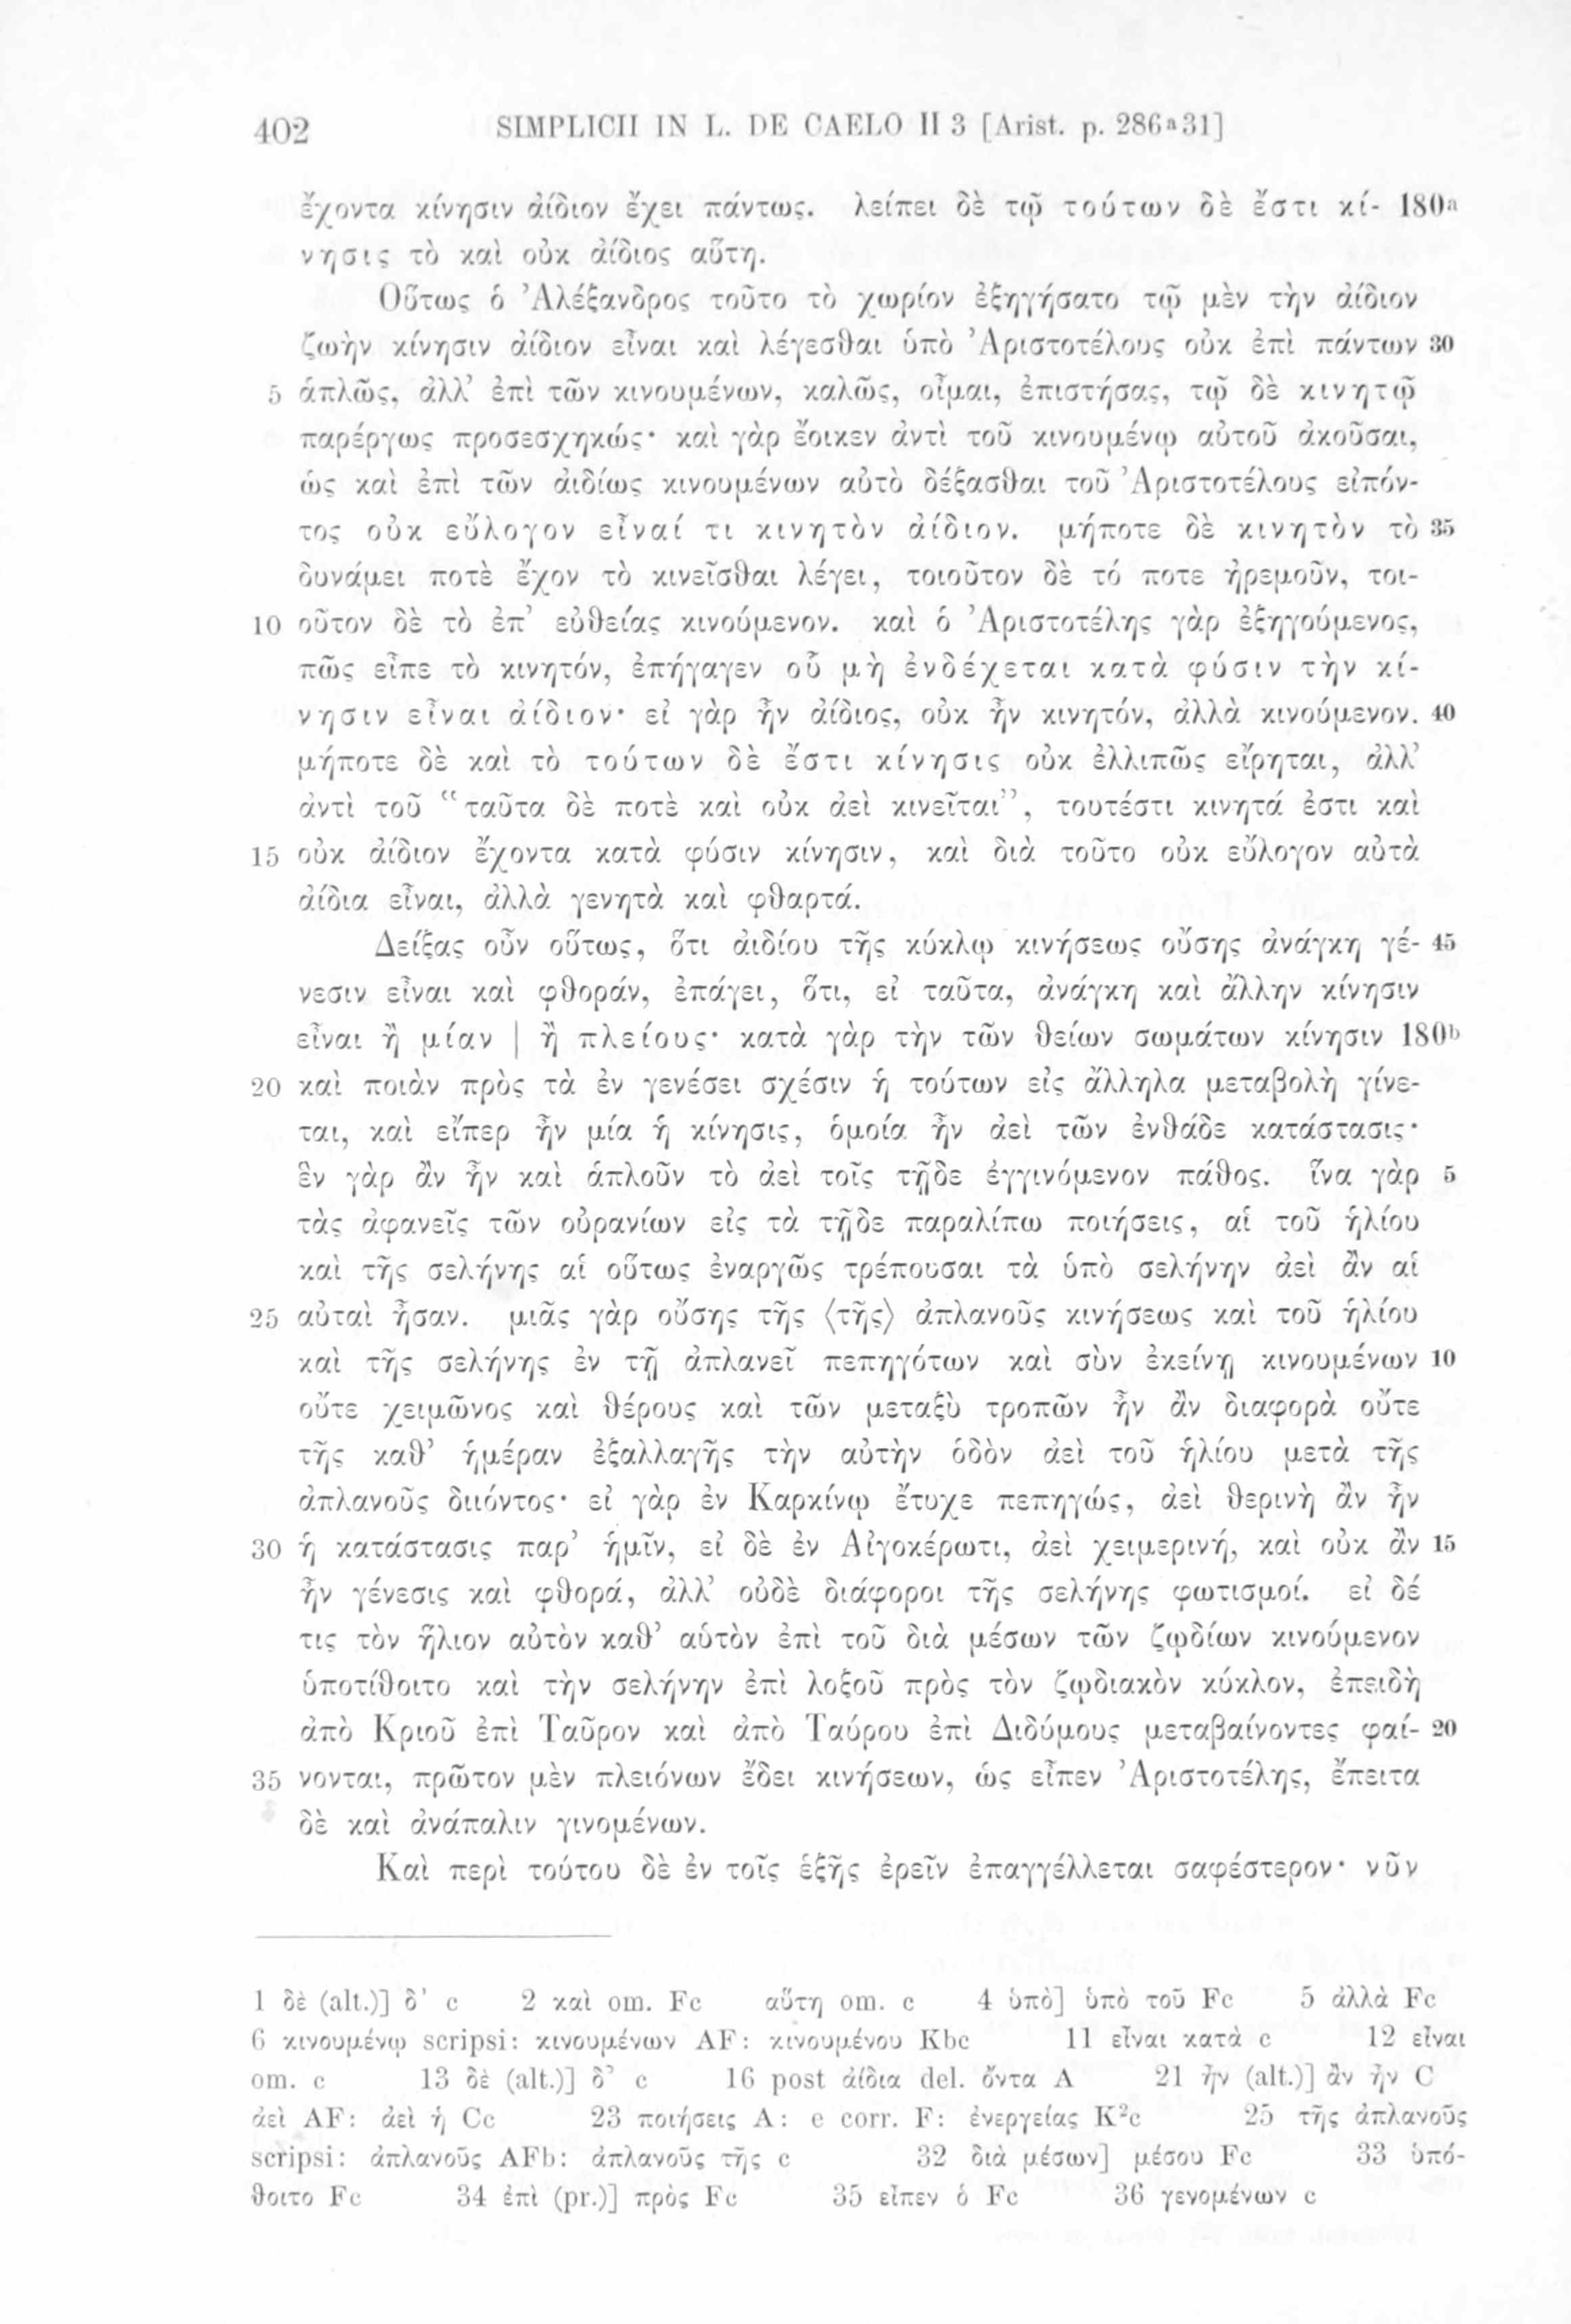 402 SIMPLICII IN L. DE CAELO II 3 [Arist. p. 286ᵃ31]
ἔχοντα κίνησιν ἀίδιον ἔχει πάντως. λείπει δὲ τῷ τούτων δὲ ἔστι κί- 180ᵃ
νησις τὸ καὶ οὐκ ἀίδιος αὕτη.
Οὕτως ὁ Ἀλέξανδρος τοῦτο τὸ χωρίον ἐξηγήσατο τῷ μὲν τὴν ἀίδιον
ζωὴν κίνησιν ἀίδιον εἶναι καὶ λέγεσθαι ὑπὸ Ἀριστοτέλους οὐκ ἐπὶ πάντων 30
5 ἁπλῶς, ἀλλ’ ἐπὶ τῶν κινουμένων, καλῶς, οἶμαι, ἐπιστήσας, τῷ δὲ κινητῷ
παρέργως προσεσχηκώς· καὶ γὰρ ἔοικεν ἀντὶ τοῦ κινουμένῳ αὐτοῦ ἀκοῦσαι,
ὡς καὶ ἐπὶ τῶν ἀιδίως κινουμένων αὐτὸ δέξασθαι τοῦ Ἀριστοτέλους εἰπόν-
τος οὐκ εὔλογον εἶναί τι κινητὸν ἀίδιον. μήποτε δὲ κινητὸν τὸ 35
δυνάμει ποτὲ ἔχον τὸ κινεῖσθαι λέγει, τοιοῦτον δὲ τό ποτε ἠρεμοῦν, τοι-
10 οῦτον δὲ τὸ ἐπ’ εὐθείας κινούμενον. καὶ ὁ Ἀριστοτέλης γὰρ ἐξηγούμενος,
πῶς εἶπε τὸ κινητόν, ἐπήγαγεν οὗ μὴ ἐνδέχεται κατὰ φύσιν τὴν κί-
νησιν εἶναι ἀίδιον· εἰ γὰρ ἦν ἀίδιος, οὐκ ἦν κινητόν, ἀλλὰ κινούμενον. 40
μήποτε δὲ καὶ τὸ τούτων δὲ ἔστι κίνησις οὐκ ἐλλιπῶς εἴρηται, ἀλλ’
ἀντὶ τοῦ “ταῦτα δὲ ποτὲ καὶ οὐκ ἀεὶ κινεῖται”, τουτέστι κινητά ἐστι καὶ
15 οὐκ ἀίδιον ἔχοντα κατὰ φύσιν κίνησιν, καὶ διὰ τοῦτο οὐκ εὔλογον αὐτὰ
ἀίδια εἶναι, ἀλλὰ γενητὰ καὶ φθαρτά.
Δείξας οὖν οὕτως, ὅτι ἀιδίου τῆς κύκλῳ κινήσεως οὔσης ἀνάγκη γέ- 45
νεσιν εἶναι καὶ φθοράν, ἐπάγει, ὅτι, εἰ ταῦτα, ἀνάγκη καὶ ἄλλην κίνησιν
εἶναι ἢ μίαν | ἢ πλείους· κατὰ γὰρ τὴν τῶν θείων σωμάτων κίνησιν 180ᵇ
20 καὶ ποιὰν πρὸς τὰ ἐν γενέσει σχέσιν ἡ τούτων εἰς ἄλληλα μεταβολὴ γίνε-
ται, καὶ εἴπερ ἦν μία ἡ κίνησις, ὁμοία ἦν ἀεὶ τῶν ἐνθάδε κατάστασις·
ἓν γὰρ ἂν ἦν καὶ ἁπλοῦν τὸ ἀεὶ τοῖς τῇδε ἐγγινόμενον πάθος. ἵνα γὰρ 5
τὰς ἀφανεῖς τῶν οὐρανίων εἰς τὰ τῇδε παραλίπω ποιήσεις, αἱ τοῦ ἡλίου
καὶ τῆς σελήνης αἱ οὕτως ἐναργῶς τρέπουσαι τὰ ὑπὸ σελήνην ἀεὶ ἂν αἱ
25 αὐταὶ ἦσαν. μιᾶς γὰρ οὔσης τῆς ⟨τῆς⟩ ἀπλανοῦς κινήσεως καὶ τοῦ ἡλίου
καὶ τῆς σελήνης ἐν τῇ ἀπλανεῖ πεπηγότων καὶ σὺν ἐκείνῃ κινουμένων 10
οὔτε χειμῶνος καὶ θέρους καὶ τῶν μεταξὺ τροπῶν ἦν ἂν διαφορὰ οὔτε
τῆς καθ’ ἡμέραν ἐξαλλαγῆς τὴν αὐτὴν ὁδὸν ἀεὶ τοῦ ἡλίου μετὰ τῆς
ἀπλανοῦς διιόντος· εἰ γὰρ ἐν Καρκίνῳ ἔτυχε πεπηγώς, ἀεὶ θερινὴ ἂν ἦν
30 ἡ κατάστασις παρ’ ἡμῖν, εἰ δὲ ἐν Αἰγοκέρωτι, ἀεὶ χειμερινή, καὶ οὐκ ἂν 15
ἦν γένεσις καὶ φθορά, ἀλλ’ οὐδὲ διάφοροι τῆς σελήνης φωτισμοί. εἰ δέ
τις τὸν ἥλιον αὐτὸν καθ’ αὑτὸν ἐπὶ τοῦ διὰ μέσων τῶν ζῳδίων κινούμενον
ὑποτίθοιτο καὶ τὴν σελήνην ἐπὶ λοξοῦ πρὸς τὸν ζῳδιακὸν κύκλον, ἐπειδὴ
ἀπὸ Κριοῦ ἐπὶ Ταῦρον καὶ ἀπὸ Ταύρου ἐπὶ Διδύμους μεταβαίνοντες φαί- 20
35 νονται, πρῶτον μὲν πλειόνων ἔδει κινήσεων, ὡς εἶπεν Ἀριστοτέλης, ἔπειτα
δὲ καὶ ἀνάπαλιν γινομένων.
Καὶ περὶ τούτου δὲ ἐν τοῖς ἑξῆς ἐρεῖν ἐπαγγέλλεται σαφέστερον· νῦν
1 δὲ (alt.)] δ’ c 2 καὶ om. Fc αὕτη om. c 4 ὑπὸ] ὑπὸ τοῦ Fc 5 ἀλλὰ Fc
6 κινουμένῳ scripsi: κινουμένων AF: κινουμένου Kbc 11 εἶναι κατὰ c 12 εἶναι
om. c 13 δὲ (alt.)] δ’ c 16 post ἀίδια del. ὄντα A 21 ἦν (alt.)] ἂν ἦν C
ἀεὶ AF: ἀεὶ ἡ Cc 23 ποιήσεις A: e corr. F: ἐνεργείας K²c 25 τῆς ἀπλανοῦς
scripsi: ἀπλανοῦς AFb: ἀπλανοῦς τῆς c 32 διὰ μέσων] μέσου Fc 33 ὑπό-
θοιτο Fc 34 ἐπὶ (pr.)] πρὸς Fc 35 εἶπεν ὁ Fc 36 γενομένων c